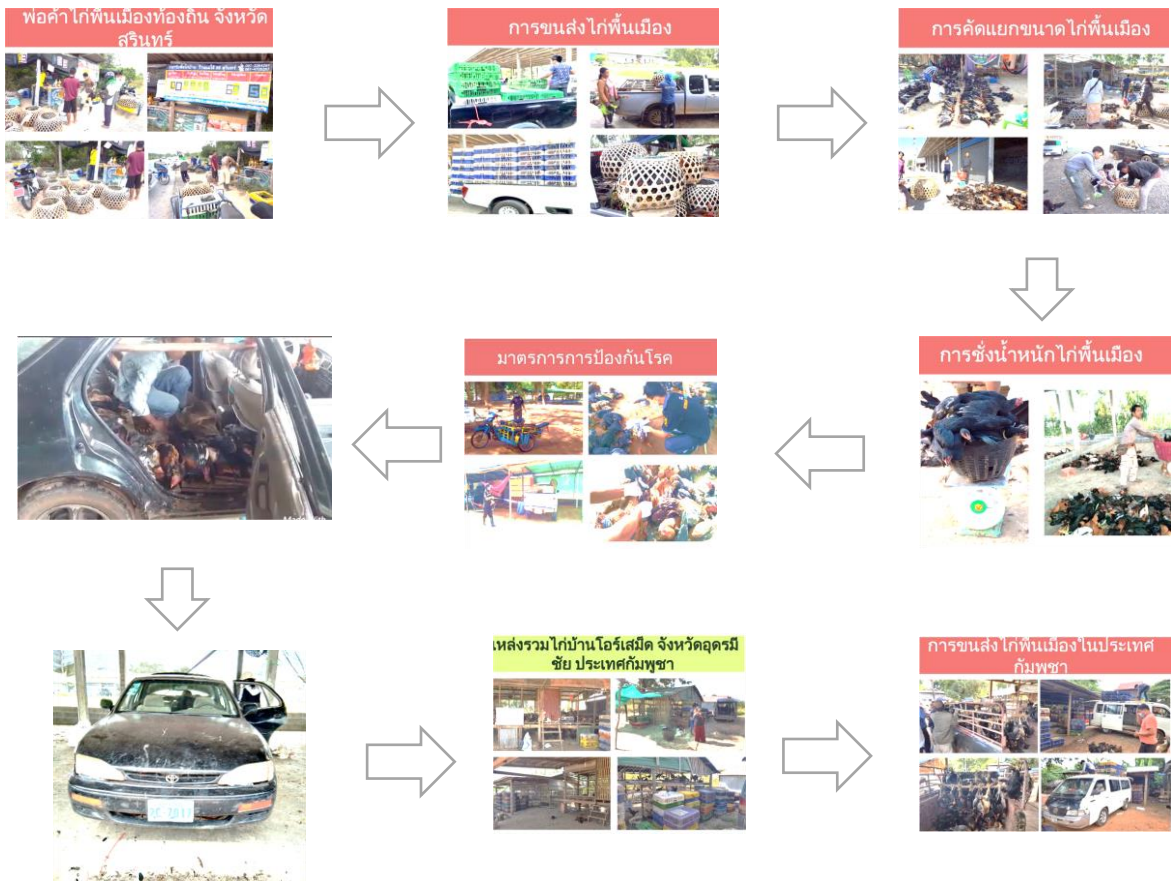 พ่อค้าไก่พื้นเมืองท้องถิ่น จังหวัด
สุรินทร์
การขนส่งไก่พื้นเมือง
การคัดแยกขนาดไก่พื้นเมือง
การชั่งน้ำหนักไก่พื้นเมือง
มาตรการการป้องกันโรค
แหล่งรวมไก่บ้านโอร์เสม็ด จังหวัดอุดรมี
ชัย ประเทศกัมพูชา
การขนส่งไก่พื้นเมืองในประเทศ
กัมพูชา